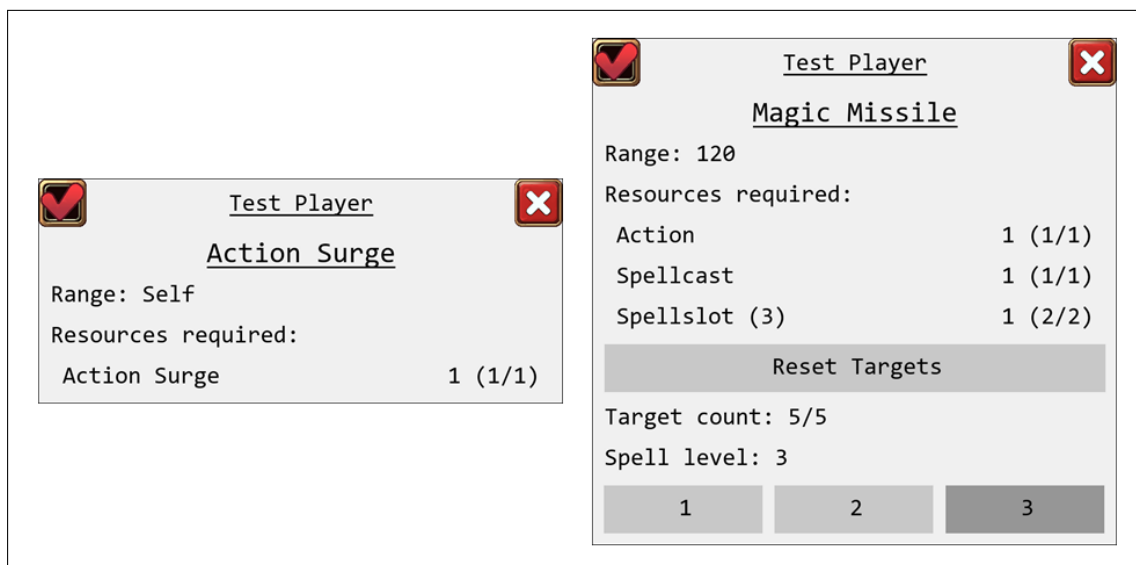 Test Player
Action Surge
Range: Self
Resources required:
Action Surge 1 (1/1)
Test Player
Magic Missile
Range: 120
Resources required:
Action 1 (1/1)
Spellcast 1 (1/1)
Spellslot (3) 1 (2/2)
Reset Targets
Target count: 5/5
Spell level: 3
1 2 3